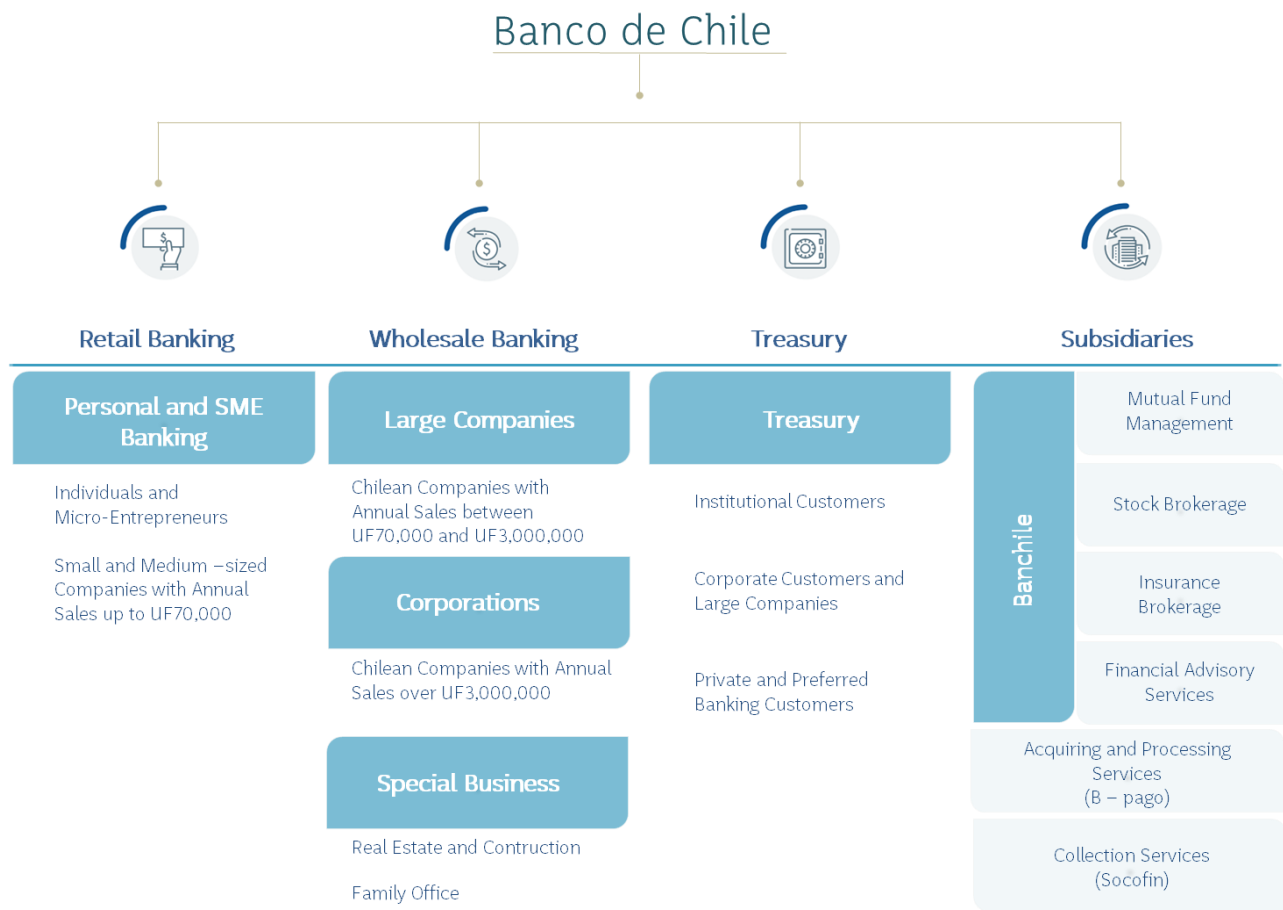 Banco de Chile
Retail Banking
Wholesale Banking
Treasury
Subsidiaries
Personal and SME
Banking
Individuals and
Micro-Entrepreneurs
Small and Medium –sized
Companies with Annual
Sales up to UF70,000
Large Companies
Chilean Companies with
Annual Sales between
UF70,000 and UF3,000,000
Corporations
Chilean Companies with Annual
Sales over UF3,000,000
Special Business
Real Estate and Contruction
Family Office
Treasury
Institutional Customers
Corporate Customers and
Large Companies
Private and Preferred
Banking Customers
Banchile
Mutual Fund
Management
Stock Brokerage
Insurance
Brokerage
Financial Advisory
Services
Acquiring and Processing
Services
(B – pago)
Collection Services
(Socofin)